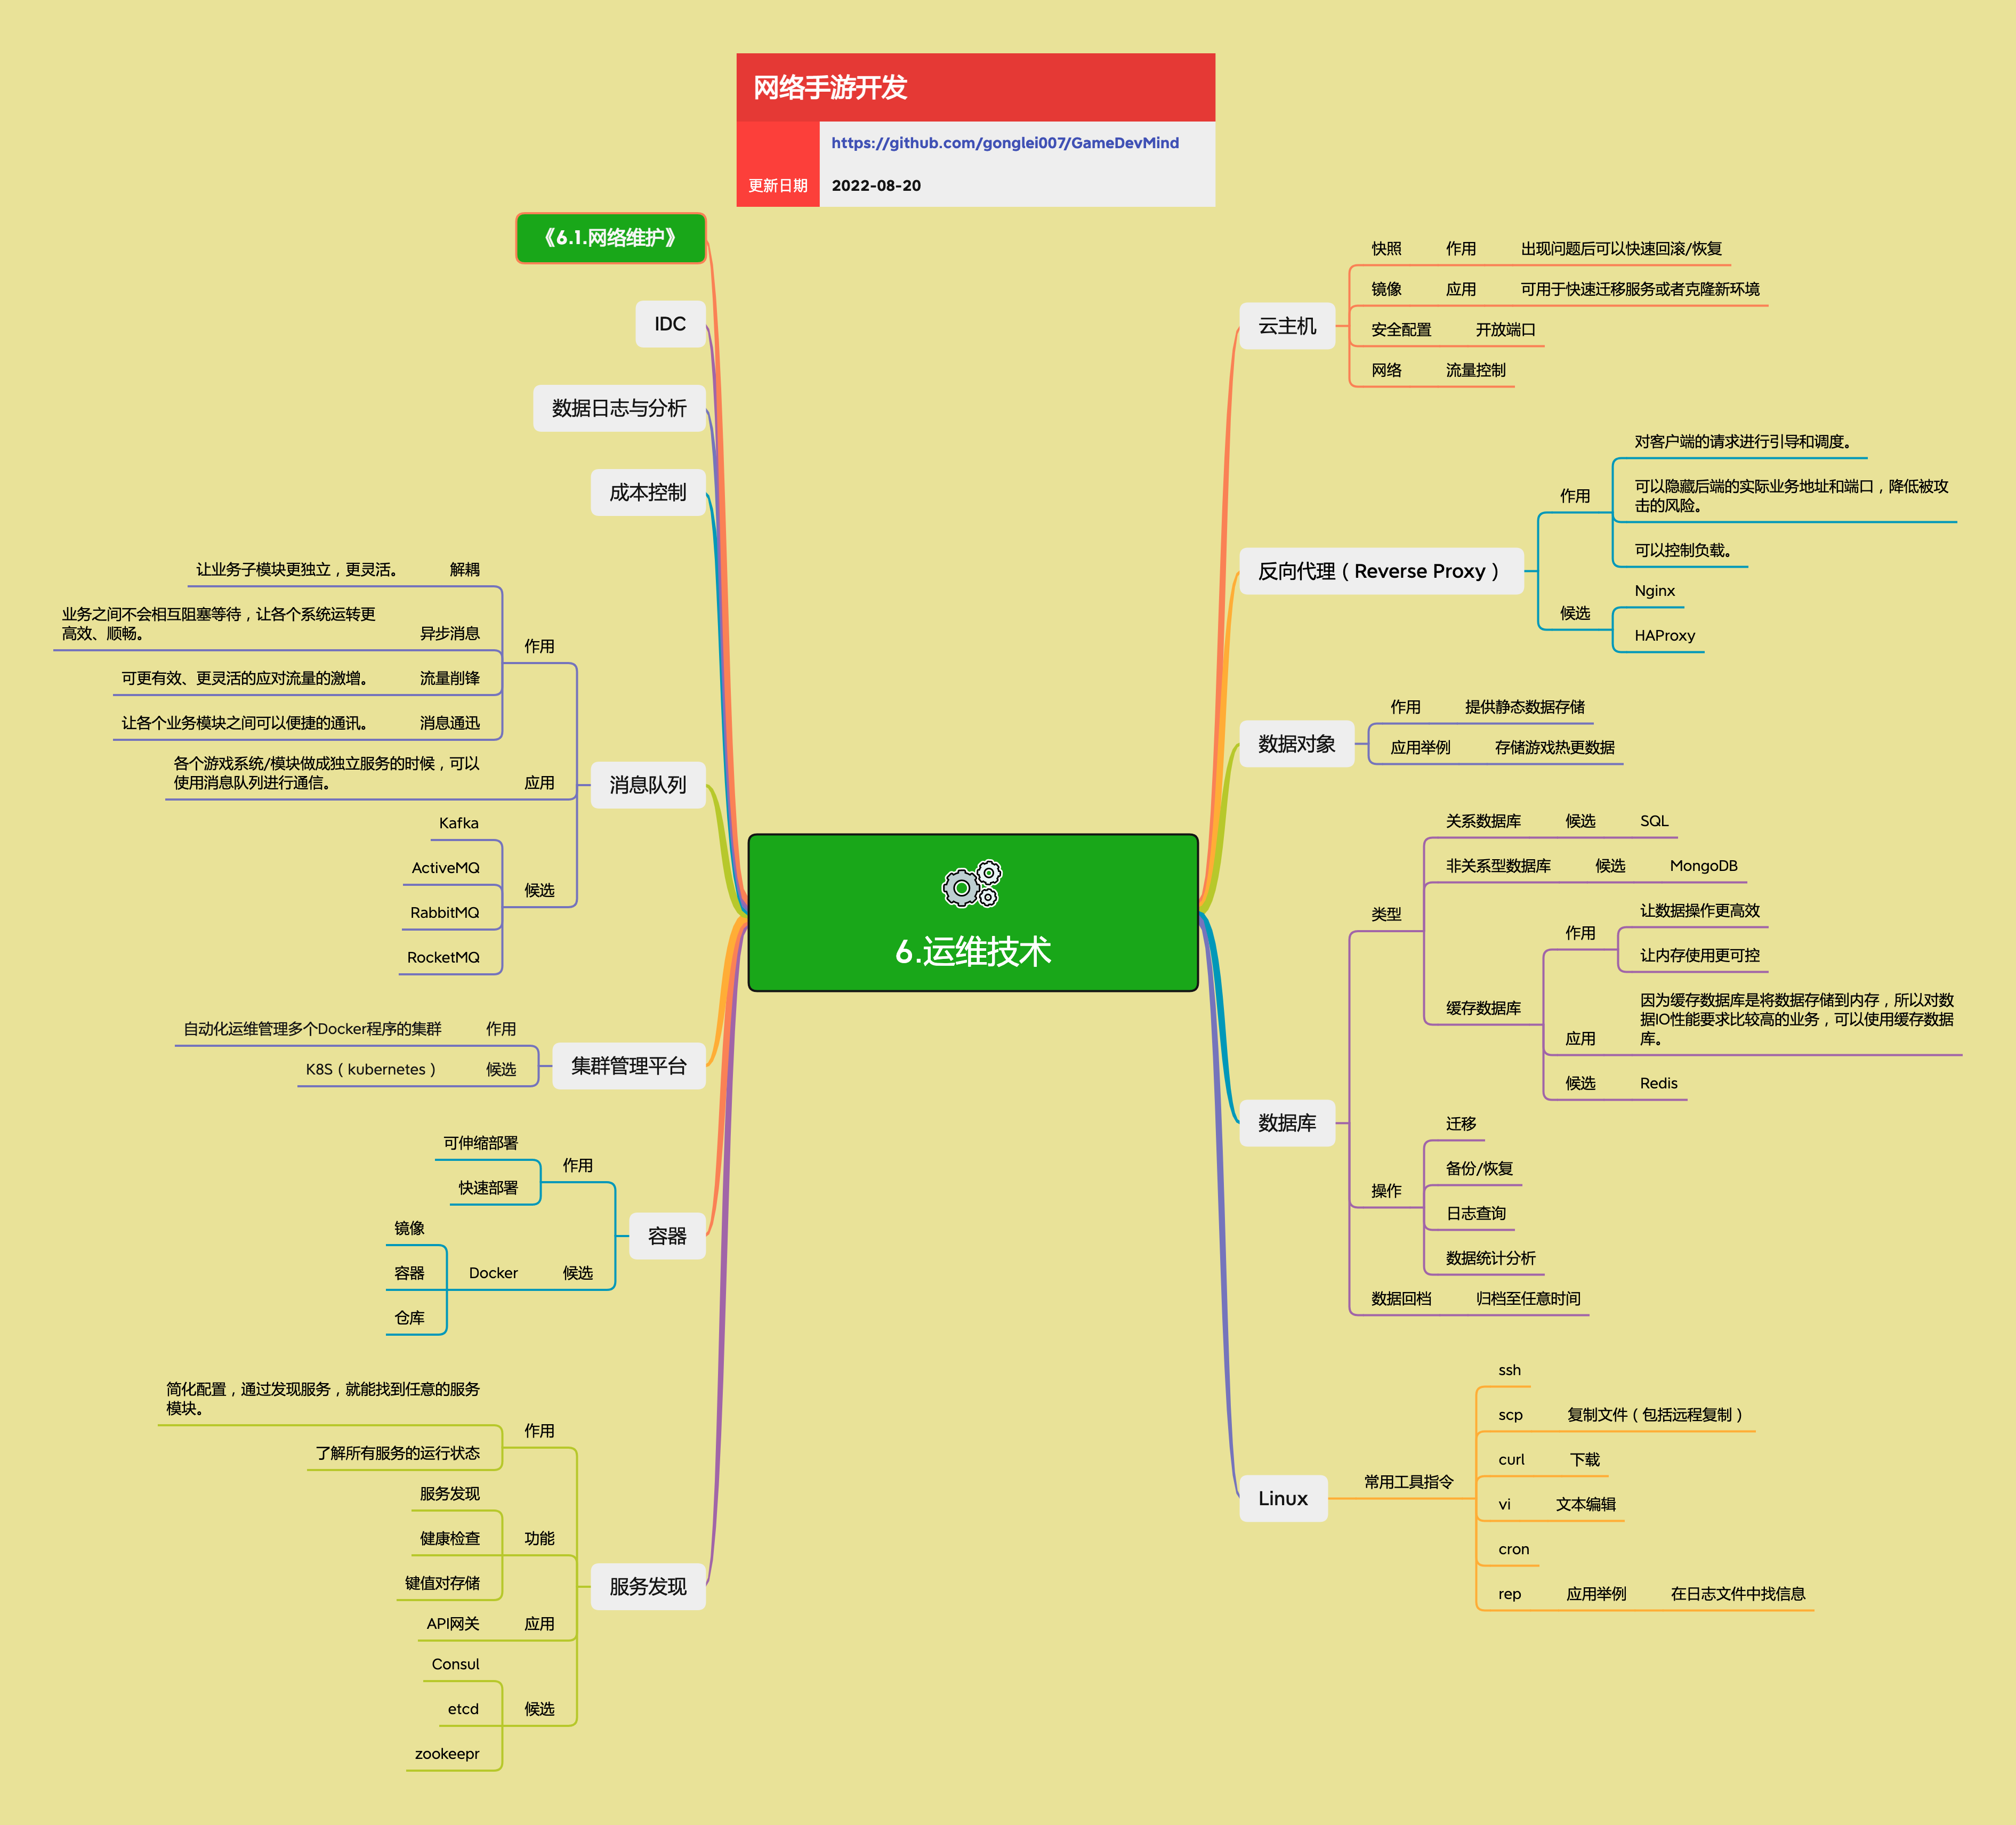 网络手游开发
https://github.com/gonglei007/GameDevMind
更新日期 2022-08-20
6.运维技术
云主机
快照 作用 出现问题后可以快速回滚/恢复
镜像 应用 可用于快速迁移服务或者克隆新环境
安全配置 开放端口
网络 流量控制
反向代理（Reverse Proxy）
作用
对客户端的请求进行引导和调度。
可以隐藏后端的实际业务地址和端口，降低被攻
击的风险。
可以控制负载。
候选
Nginx
HAProxy
数据对象
作用 提供静态数据存储
应用举例 存储游戏热更数据
数据库
类型
关系数据库 候选 SQL
非关系型数据库 候选 MongoDB
缓存数据库
作用
让数据操作更高效
让内存使用更可控
应用
因为缓存数据库是将数据存储到内存，所以对数
据IO性能要求比较高的业务，可以使用缓存数据
库。
候选 Redis
操作
迁移
备份/恢复
日志查询
数据统计分析
数据回档 归档至任意时间
Linux
常用工具指令
ssh
scp 复制文件（包括远程复制）
curl 下载
vi 文本编辑
cron
rep 应用举例 在日志文件中找信息
《6.1.网络维护》
IDC
数据日志与分析
成本控制
消息队列
作用
解耦 让业务子模块更独立，更灵活。
异步消息
业务之间不会相互阻塞等待，让各个系统运转更
高效、顺畅。
流量削锋 可更有效、更灵活的应对流量的激增。
消息通迅 让各个业务模块之间可以便捷的通讯。
应用
各个游戏系统/模块做成独立服务的时候，可以
使用消息队列进行通信。
候选
Kafka
ActiveMQ
RabbitMQ
RocketMQ
集群管理平台
作用 自动化运维管理多个Docker程序的集群
候选 K8S（kubernetes）
容器
作用
可伸缩部署
快速部署
候选 Docker
镜像
容器
仓库
服务发现
作用
简化配置，通过发现服务，就能找到任意的服务
模块。
了解所有服务的运行状态
功能
服务发现
健康检查
键值对存储
应用 API网关
候选
Consul
etcd
zookeepr